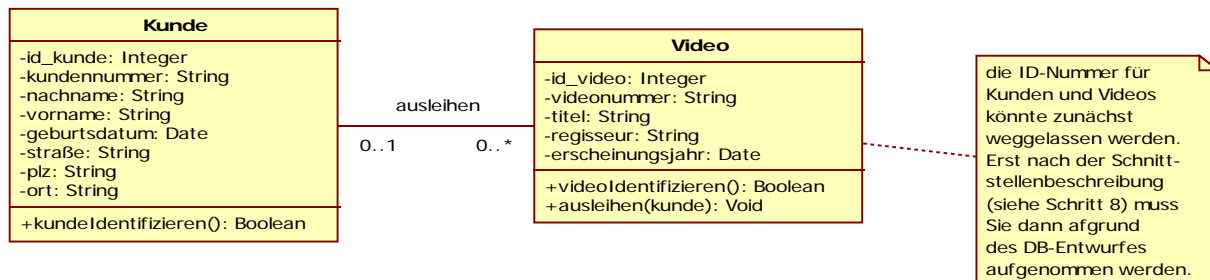 Kunde
-id_kunde: Integer
-kundennummer: String
-nachname: String
-vorname: String
-geburtsdatum: Date
-straße: String
-plz: String
-ort: String
+kundeIdentifizieren(): Boolean
ausleihen
0..1
0..*
Video
-id_video: Integer
-videonummer: String
-titel: String
-regisseur: String
-erscheinungsjahr: Date
+videoIdentifizieren(): Boolean
+ausleihen(kunde): Void
die ID-Nummer für
Kunden und Videos
könnte zunächst
weggelassen werden.
Erst nach der Schnitt-
stellenbeschreibung
(siehe Schritt 8) muss
Sie dann afgrund
des DB-Entwurfes
aufgenommen werden.